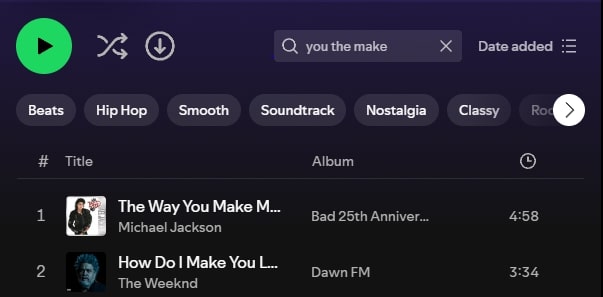 you the make
Date added
Beats Hip Hop Smooth Soundtrack Nostalgia Classy
# Title Album
1 The Way You Make M... Bad 25th Anniver... 4:58
Michael Jackson
2 How Do I Make You L... Dawn FM 3:34
The Weeknd